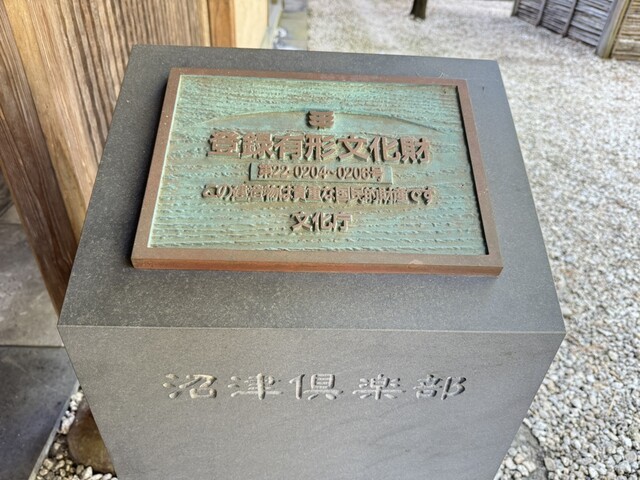 登録有形文化財
第22-0204~0206号
この建造物は貴重な国民的財産です
文化庁
沼津倶楽部